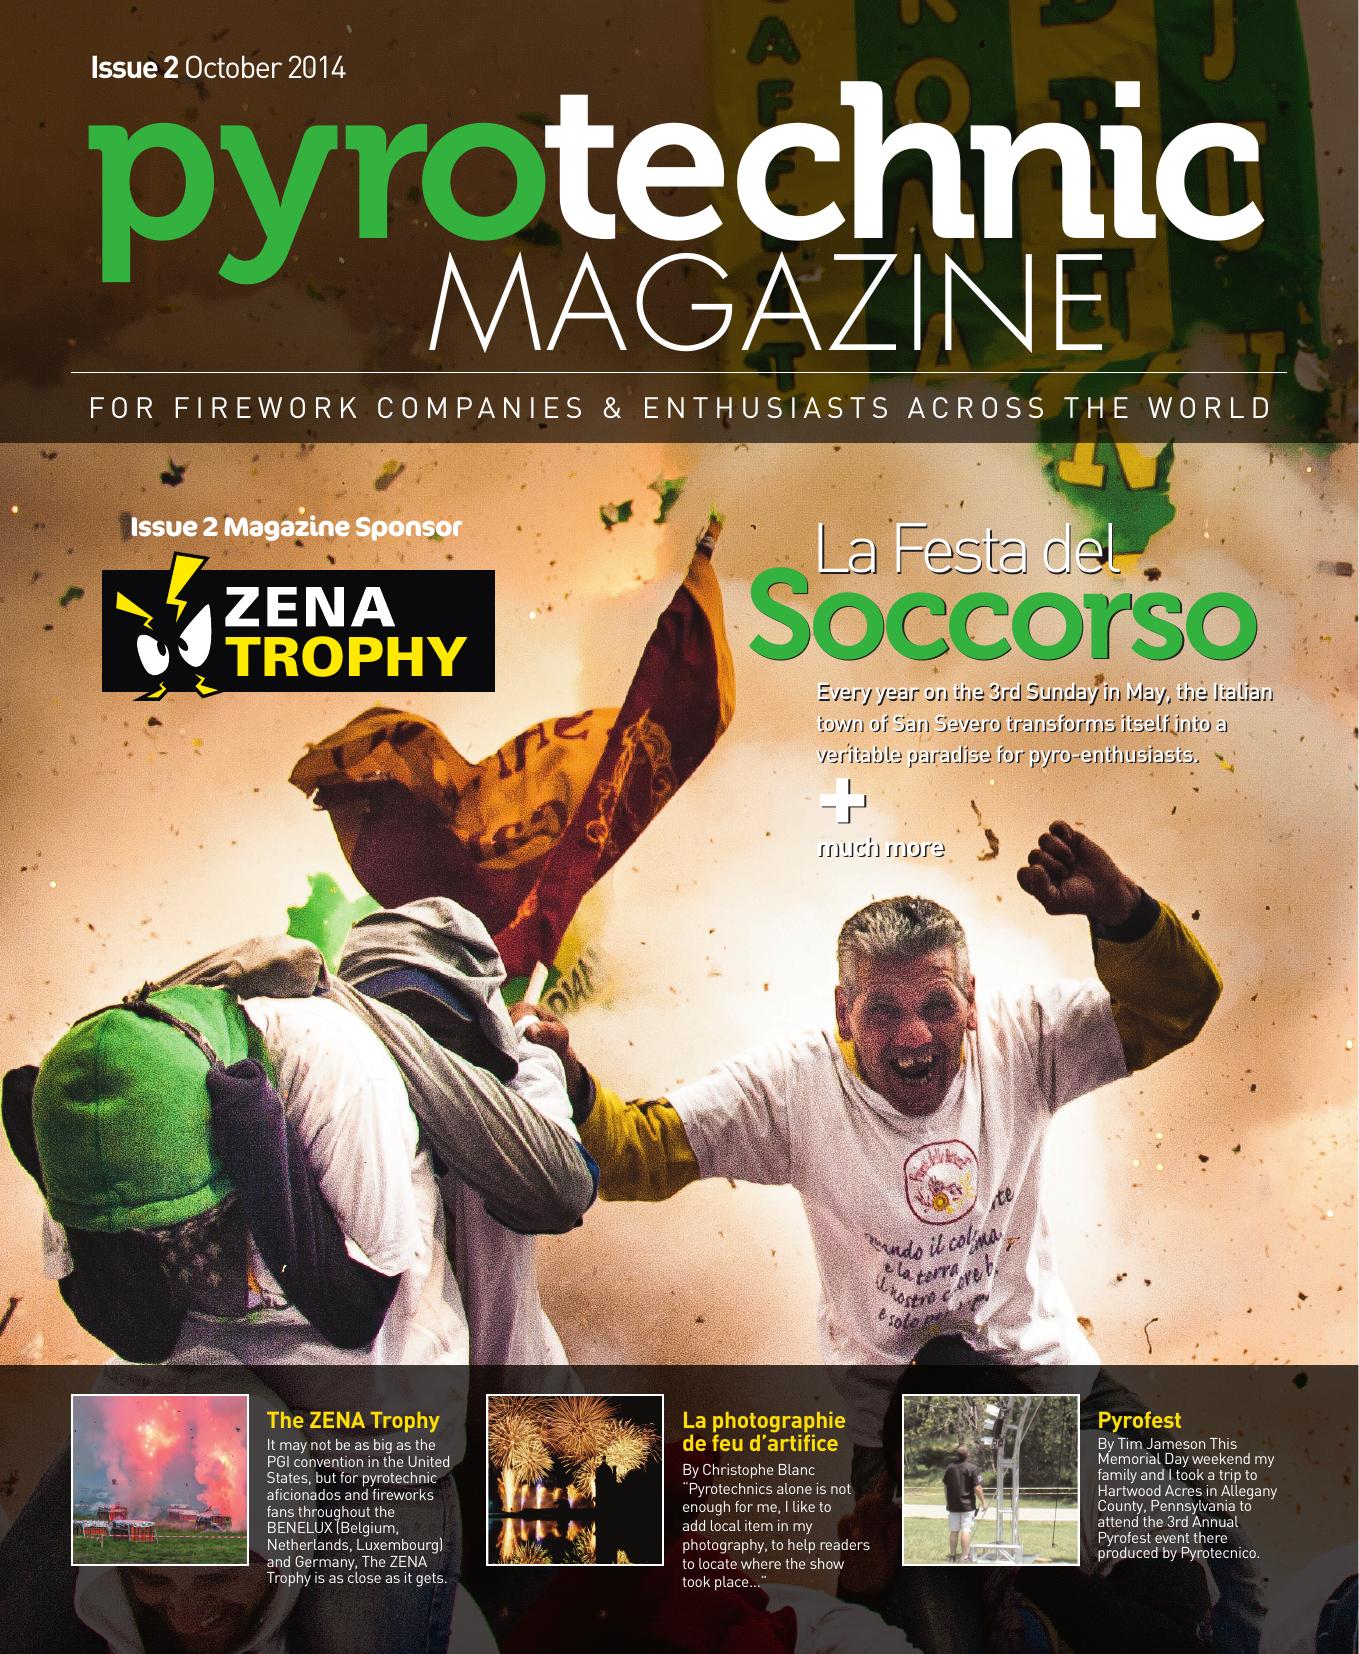 Issue 2 October 2014
pyrotechnic
MAGAZINE
FOR FIREWORK COMPANIES & ENTHUSIASTS ACROSS THE WORLD
Issue 2 Magazine Sponsor
ZENA
TROPHY
La Festa del
Soccorso
Every year on the 3rd Sunday in May, the Italian
town of San Severo transforms itself into a
veritable paradise for pyro-enthusiasts.
+
much more
ando il col
e la terra
nostro
e solo
The ZENA Trophy
It may not be as big as the
PGI convention in the United
States, but for pyrotechnic
aficionados and fireworks
fans throughout the
BENELUX (Belgium,
Netherlands, Luxembourg)
and Germany, The ZENA
Trophy is as close as it gets.
La photographie
de feu d’artifice
By Christophe Blanc
“Pyrotechnics alone is not
enough for me, I like to
add local item in my
photography, to help readers
to locate where the show
took place...”
Pyrofest
By Tim Jameson This
Memorial Day weekend my
family and I took a trip to
Hartwood Acres in Allegany
County, Pennsylvania to
attend the 3rd Annual
Pyrofest event there
produced by Pyrotecnico.